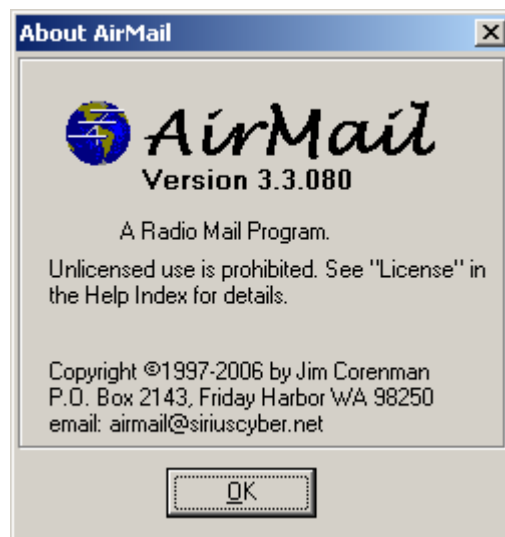 About AirMail
AirMail
Version 3.3.080
A Radio Mail Program.
Unlicensed use is prohibited. See "License" in
the Help Index for details.
Copyright ©1997-2006 by Jim Corenman
P.O. Box 2143, Friday Harbor WA 98250
email: airmail@siriuscyber.net
OK